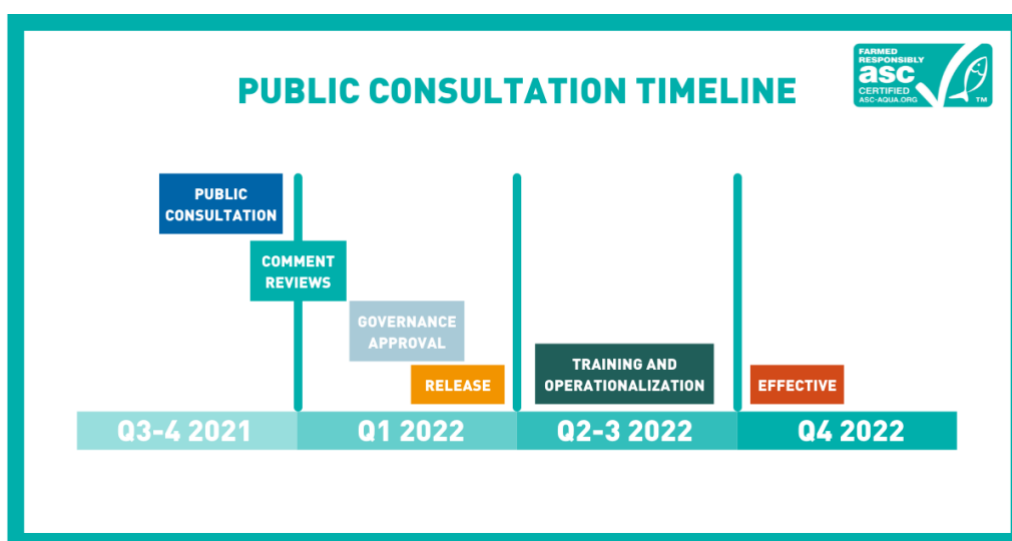 PUBLIC CONSULTATION TIMELINE
FARMED
RESPONSIBLY
asc
CERTIFIED
ASC-AQUA.ORG
TM
PUBLIC
CONSULTATION
COMMENT
REVIEWS
GOVERNANCE
APPROVAL
RELEASE
TRAINING AND
OPERATIONALIZATION
EFFECTIVE
Q3-4 2021
Q1 2022
Q2-3 2022
Q4 2022